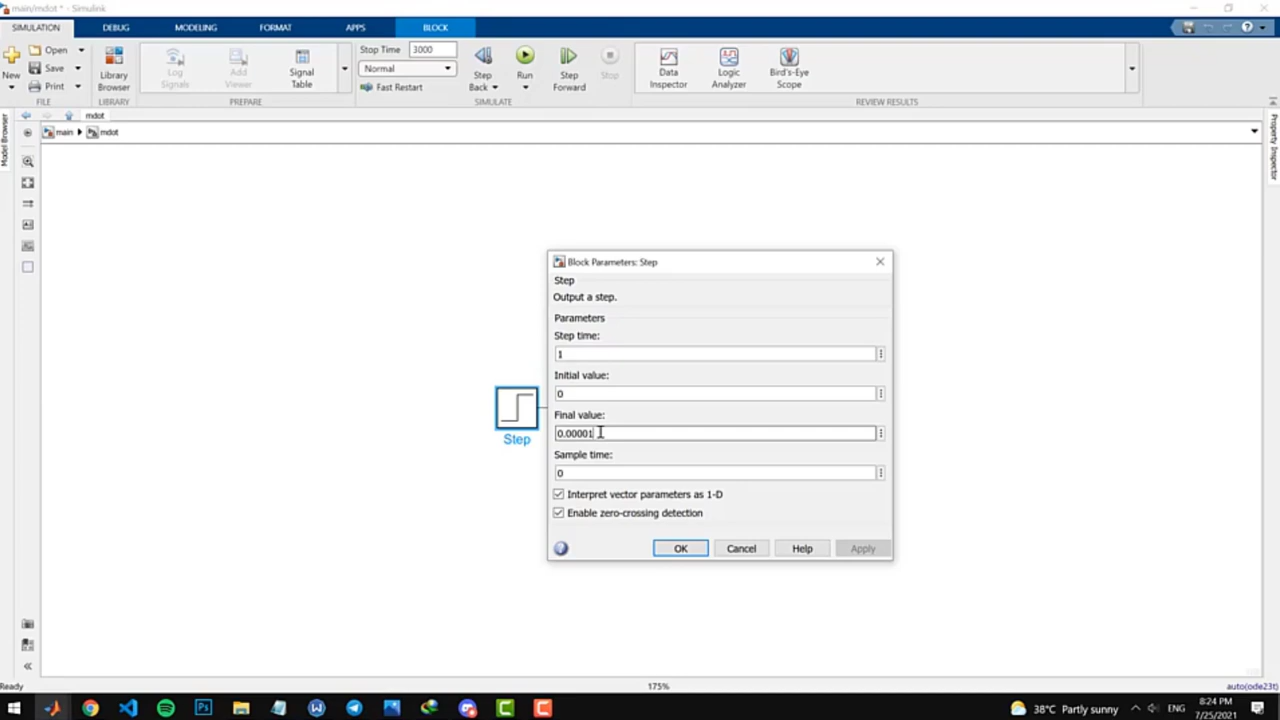 main/mdot * - Simulink
SIMULATION DEBUG MODELING FORMAT APPS BLOCK
New
Open
Save
Print
FILE
Library Browser
LIBRARY
Log Signals
Add Viewer
Signal Table
PREPARE
Stop Time 3000
Normal
Fast Restart
Step Back
Run
Step Forward
Stop
SIMULATE
Data Inspector
Logic Analyzer
Bird's-Eye Scope
REVIEW RESULTS
mdot
main mdot
Model Browser
Property Inspector
Step
Block Parameters: Step
Step
Output a step.
Parameters
Step time:
1
Initial value:
0
Final value:
0.00001
Sample time:
0
Interpret vector parameters as 1-D
Enable zero-crossing detection
OK Cancel Help Apply
Ready 175% auto(ode23t)
38°C Partly sunny ENG 8:24 PM
7/25/2021